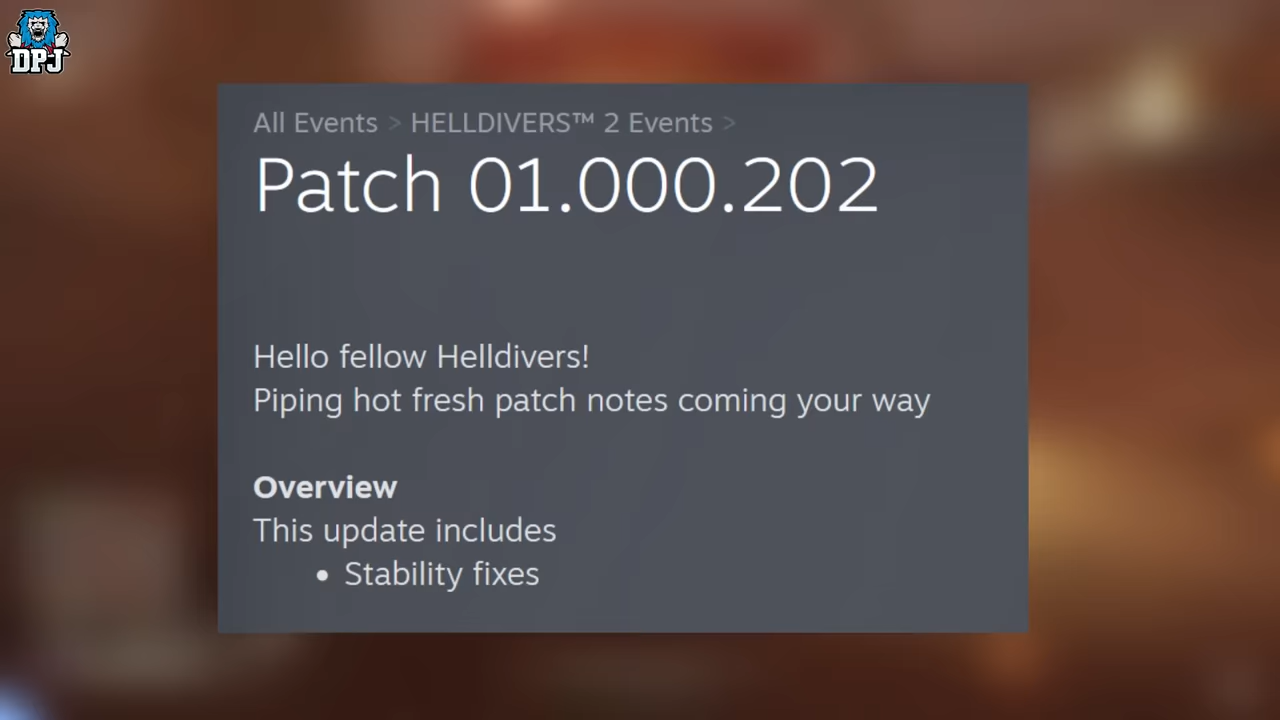 DPJ
All Events > HELLDIVERS™ 2 Events >
Patch 01.000.202
Hello fellow Helldivers!
Piping hot fresh patch notes coming your way
Overview
This update includes
• Stability fixes